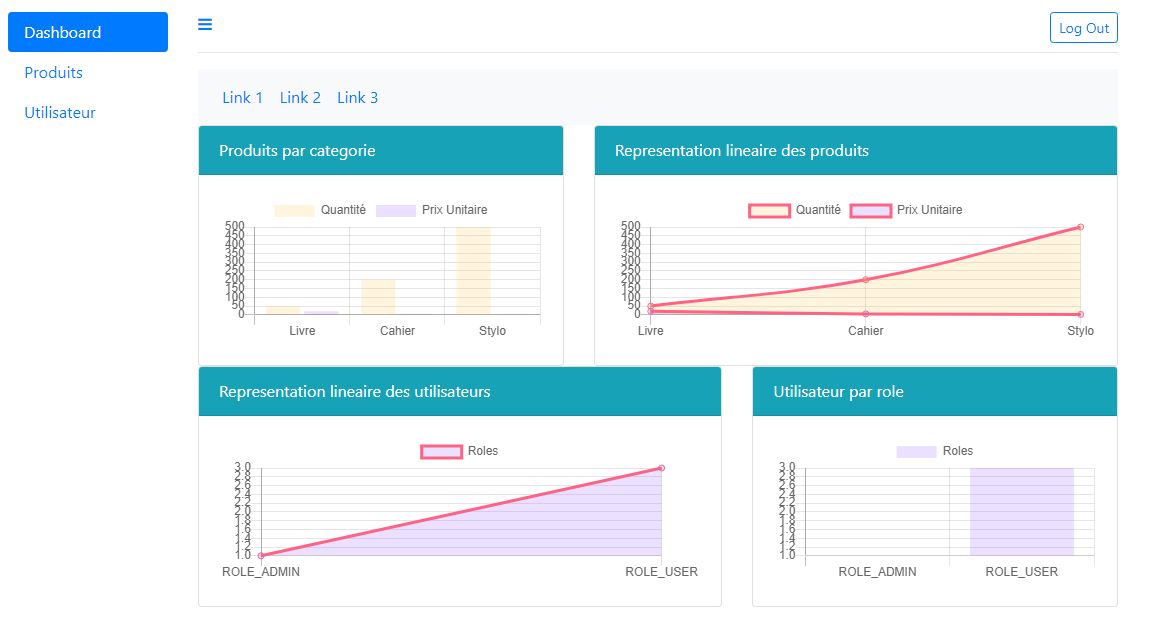 Dashboard
Produits
Utilisateur
Log Out
Link 1 Link 2 Link 3
Produits par categorie
Quantité Prix Unitaire
500
450
400
350
300
250
200
150
100
50
0
Livre Cahier Stylo
Representation lineaire des produits
Quantité Prix Unitaire
500
450
400
350
300
250
200
150
100
50
0
Livre Cahier Stylo
Representation lineaire des utilisateurs
Roles
3.0
2.8
2.6
2.4
2.2
2.0
1.8
1.6
1.4
1.2
1.0
ROLE_ADMIN ROLE_USER
Utilisateur par role
Roles
3.0
2.8
2.6
2.4
2.2
2.0
1.8
1.6
1.4
1.2
1.0
ROLE_ADMIN ROLE_USER